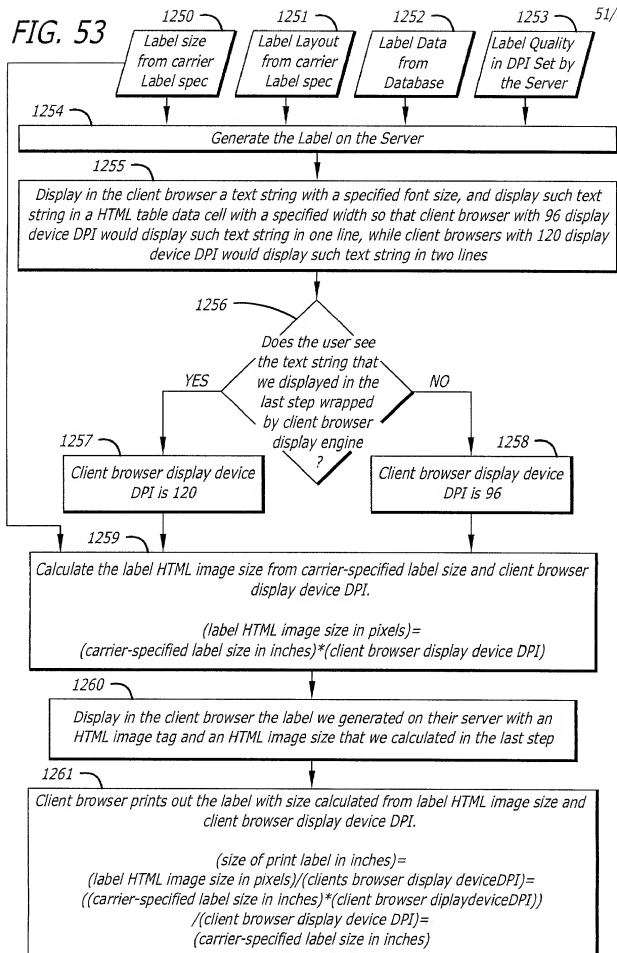 FIG. 53
51/
1250
1251
1252
1253
Label size
from carrier
Label spec
Label Layout
from carrier
Label spec
Label Data
from
Database
Label Quality
in DPI Set by
the Server
1254
Generate the Label on the Server
1255
Display in the client browser a text string with a specified font size, and display such text
string in a HTML table data cell with a specified width so that client browser with 96 display
device DPI would display such text string in one line, while client browsers with 120 display
device DPI would display such text string in two lines
1256
Does the user see
the text string that
we displayed in the
last step wrapped
by client browser
display engine
?
YES
NO
1257
Client browser display device
DPI is 120
1258
Client browser display device
DPI is 96
1259
Calculate the label HTML image size from carrier-specified label size and client browser
display device DPI.
(label HTML image size in pixels)=
(carrier-specified label size in inches)*(client browser display device DPI)
1260
Display in the client browser the label we generated on their server with an
HTML image tag and an HTML image size that we calculated in the last step
1261
Client browser prints out the label with size calculated from label HTML image size and
client browser display device DPI.
(size of print label in inches)=
(label HTML image size in pixels)/(clients browser display deviceDPI)=
((carrier-specified label size in inches)*(client browser diplaydeviceDPI))
/(client browser display device DPI)=
(carrier-specified label size in inches)